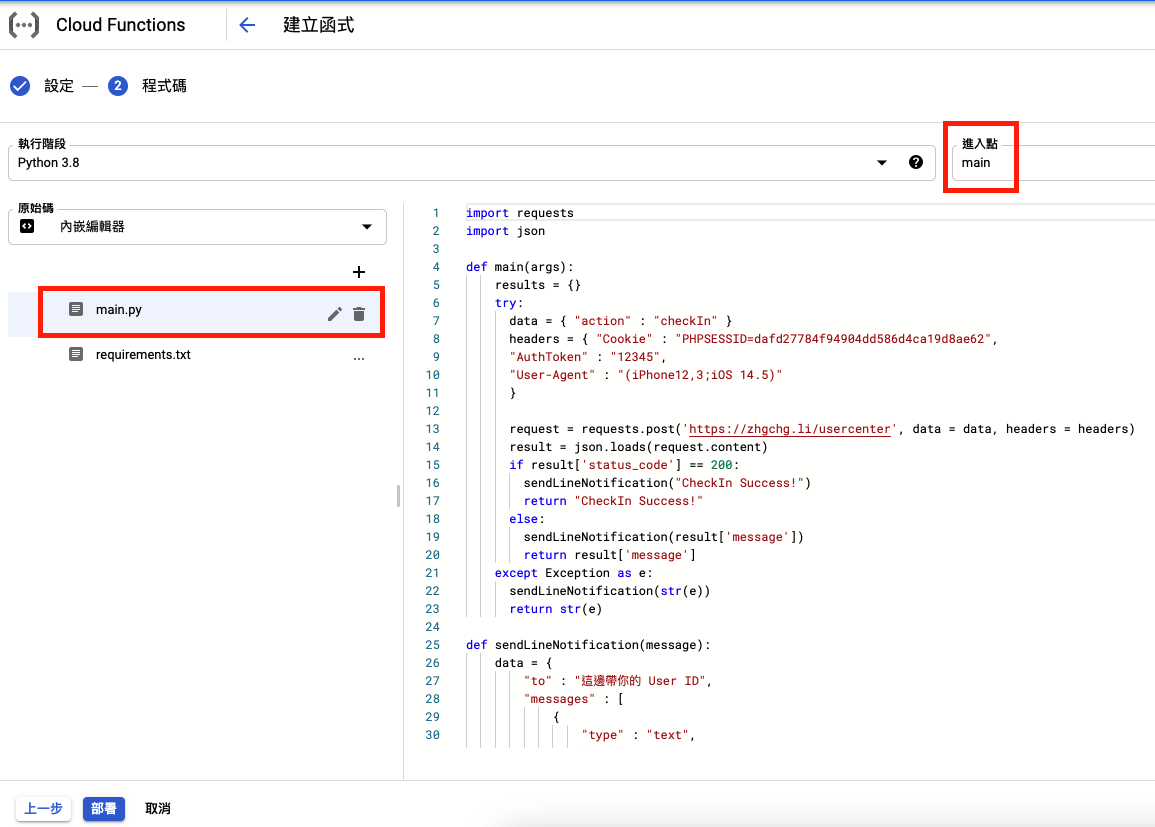 Cloud Functions
建立函式
設定 — 2 程式碼
執行階段
Python 3.8
進入點
main
原始碼
內嵌編輯器
main.py
requirements.txt
...
1 import requests
2 import json
3
4 def main(args):
5     results = {}
6     try:
7       data = { "action" : "checkIn" }
8       headers = { "Cookie" : "PHPSESSID=dafd27784f94904dd586d4ca19d8ae62",
9       "AuthToken" : "12345",
10       "User-Agent" : "(iPhone12,3;iOS 14.5)"
11       }
12
13       request = requests.post('https://zhgchg.li/usercenter', data = data, headers = headers)
14       result = json.loads(request.content)
15       if result['status_code'] == 200:
16         sendLineNotification("CheckIn Success!")
17         return "CheckIn Success!"
18       else:
19         sendLineNotification(result['message'])
20         return result['message']
21     except Exception as e:
22       sendLineNotification(str(e))
23       return str(e)
24
25 def sendLineNotification(message):
26     data = {
27         "to" : "這邊帶你的 User ID",
28         "messages" : [
29             {
30                 "type" : "text",
上一步 部署 取消